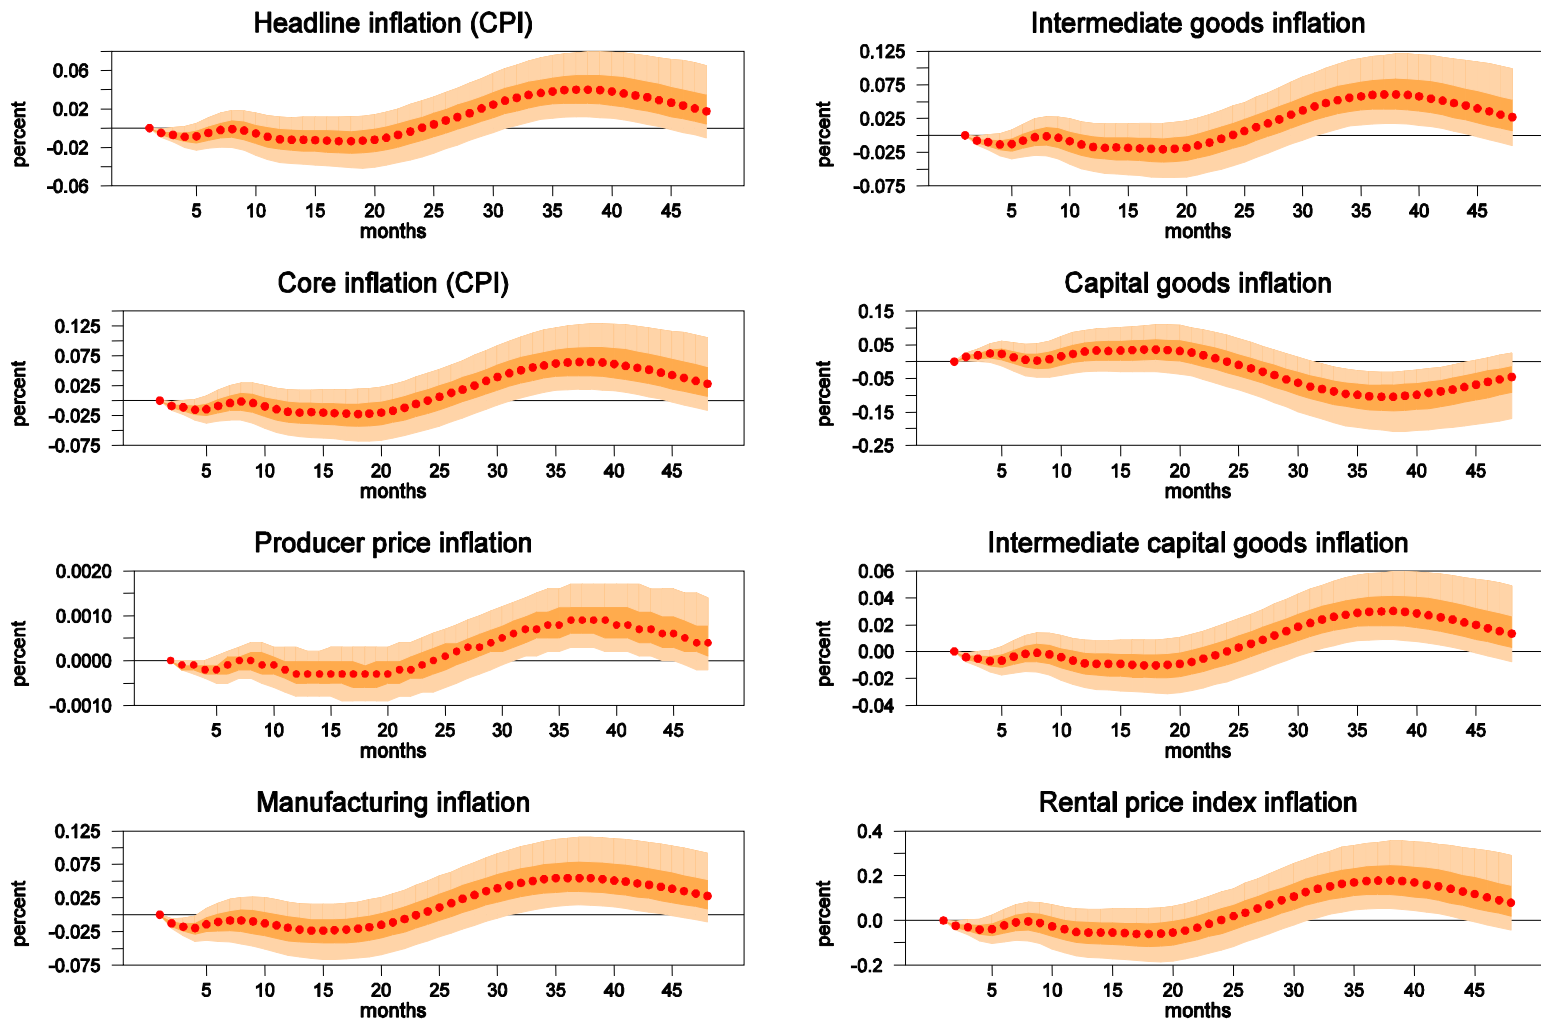 Headline inflation (CPI)
percent
0.06
0.02
-0.02
-0.06
5 10 15 20 25 30 35 40 45
months
Intermediate goods inflation
percent
0.125
0.075
0.025
-0.025
-0.075
5 10 15 20 25 30 35 40 45
months
Core inflation (CPI)
percent
0.125
0.075
0.025
-0.025
-0.075
5 10 15 20 25 30 35 40 45
months
Capital goods inflation
percent
0.15
0.05
-0.05
-0.15
-0.25
5 10 15 20 25 30 35 40 45
months
Producer price inflation
percent
0.0020
0.0010
0.0000
-0.0010
5 10 15 20 25 30 35 40 45
months
Intermediate capital goods inflation
percent
0.06
0.04
0.02
0.00
-0.02
-0.04
5 10 15 20 25 30 35 40 45
months
Manufacturing inflation
percent
0.125
0.075
0.025
-0.025
-0.075
5 10 15 20 25 30 35 40 45
months
Rental price index inflation
percent
0.4
0.2
0.0
-0.2
5 10 15 20 25 30 35 40 45
months